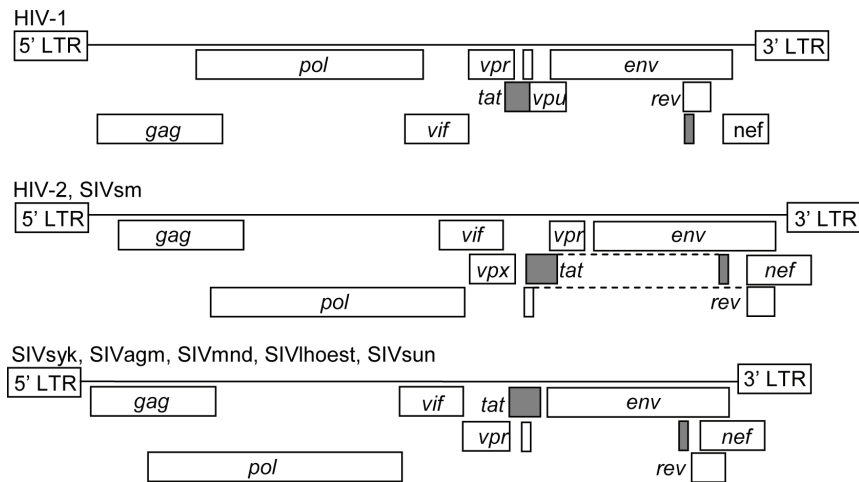 HIV-1
5’ LTR 3’ LTR
pol vpr env
tat vpu rev
gag vif nef
HIV-2, SIVsm
5’ LTR 3’ LTR
gag vif vpr env
vpx tat nef
pol rev
SIVsyk, SIVagm, SIVmnd, SIVlhoest, SIVsun
5’ LTR 3’ LTR
gag vif tat env
vpr nef
pol rev